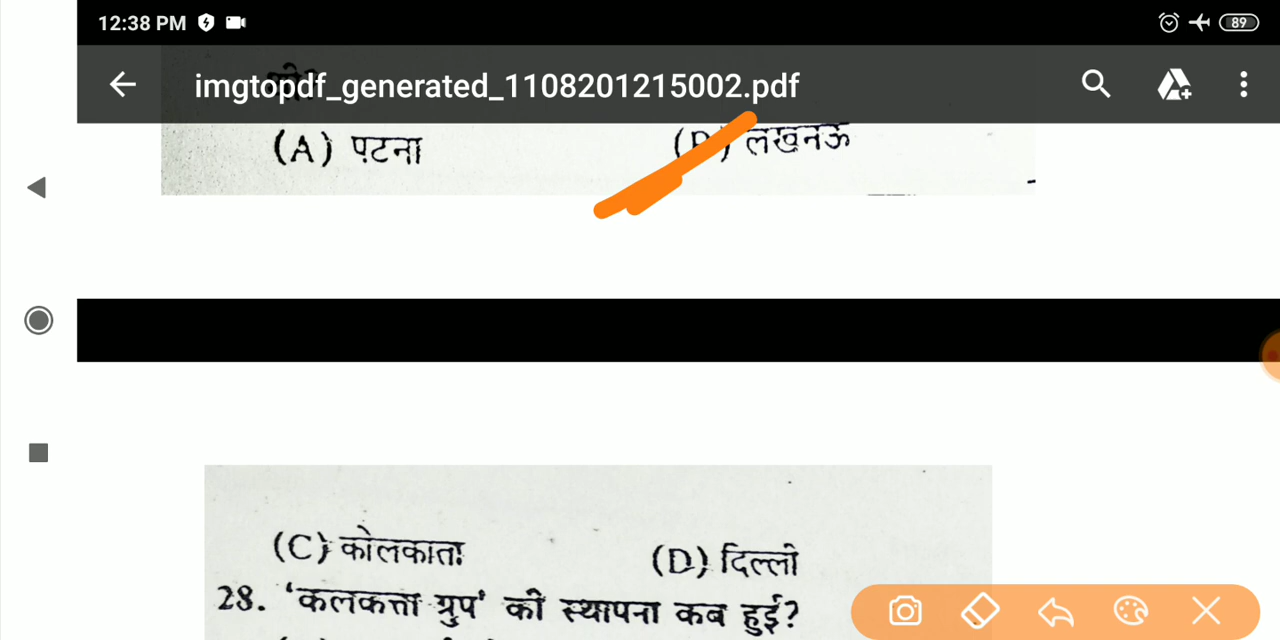 12:38 PM
89
imgtopdf_generated_1108201215002.pdf
(A) पटना (B) लखनऊ
(C) कोलकाता (D) दिल्ली
28. 'कलकत्ता ग्रुप' की स्थापना कब हुई?